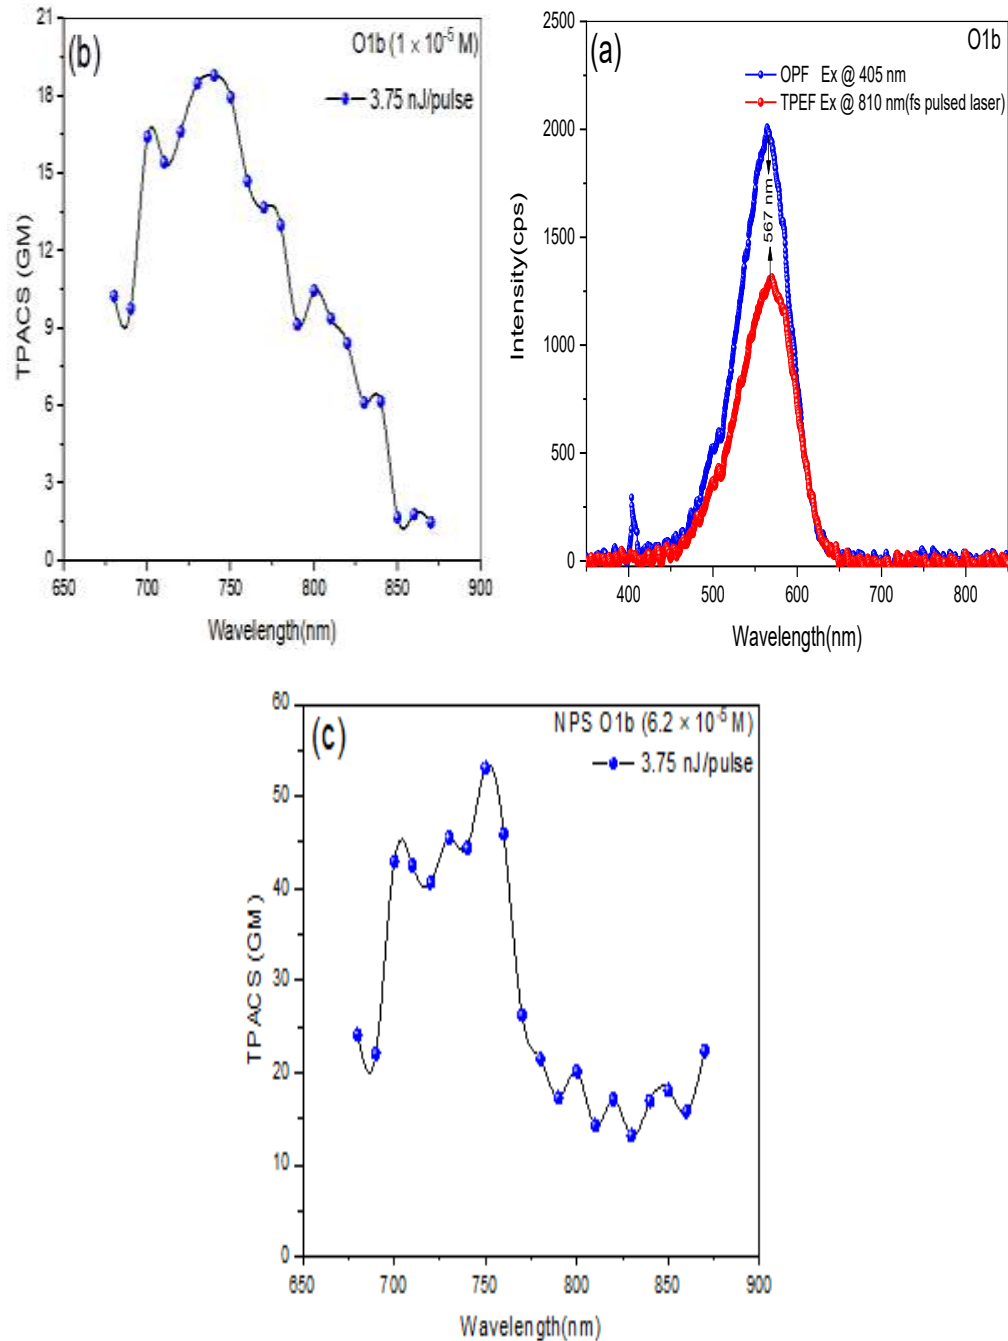 (b)
O1b (1 × 10⁻⁵ M)
3.75 nJ/pulse
TPACS (GM)
21
18
15
12
9
6
3
0
650 700 750 800 850 900
Wavelength(nm)
(a)
O1b
OPF Ex @ 405 nm
TPEF Ex @ 810 nm(fs pulsed laser)
567 nm
Intensity(cps)
2500
2000
1500
1000
500
0
400 500 600 700 800
Wavelength(nm)
(c)
NPS O1b (6.2 × 10⁻⁵ M)
3.75 nJ/pulse
TPACS (GM)
60
50
40
30
20
10
0
650 700 750 800 850 900
Wavelength(nm)